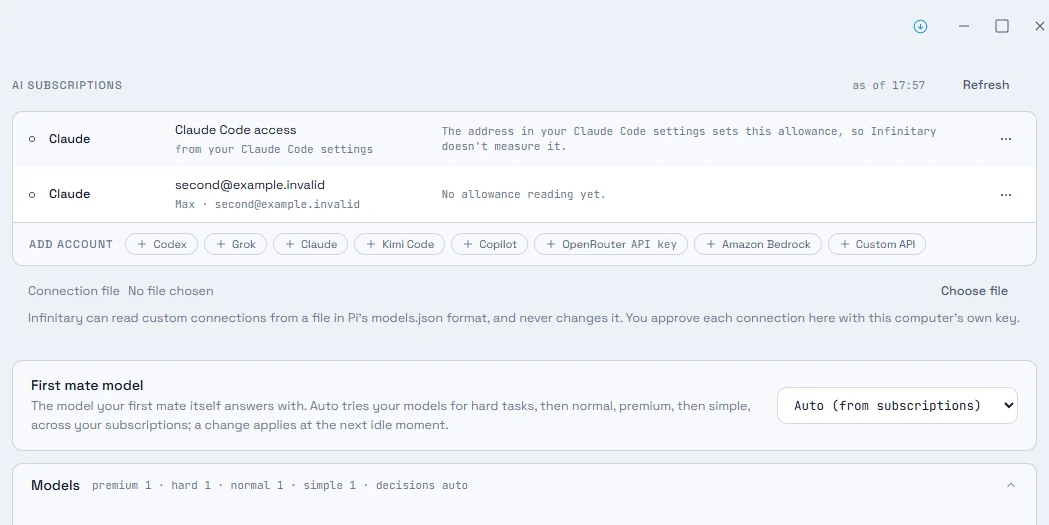 AI SUBSCRIPTIONS
as of 17:57
Refresh
Claude
Claude Code access
from your Claude Code settings
The address in your Claude Code settings sets this allowance, so Infinitary
doesn't measure it.
Claude
second@example.invalid
Max · second@example.invalid
No allowance reading yet.
ADD ACCOUNT
+ Codex
+ Grok
+ Claude
+ Kimi Code
+ Copilot
+ OpenRouter API key
+ Amazon Bedrock
+ Custom API
Connection file No file chosen
Choose file
Infinitary can read custom connections from a file in Pi's models.json format, and never changes it. You approve each connection here with this computer's own key.
First mate model
The model your first mate itself answers with. Auto tries your models for hard tasks, then normal, premium, then simple,
across your subscriptions; a change applies at the next idle moment.
Auto (from subscriptions)
Models premium 1 · hard 1 · normal 1 · simple 1 · decisions auto